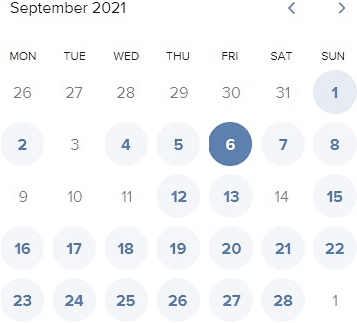 September 2021
MON TUE WED THU FRI SAT SUN
26 27 28 29 30 31 1
2 3 4 5 6 7 8
9 10 11 12 13 14 15
16 17 18 19 20 21 22
23 24 25 26 27 28 1